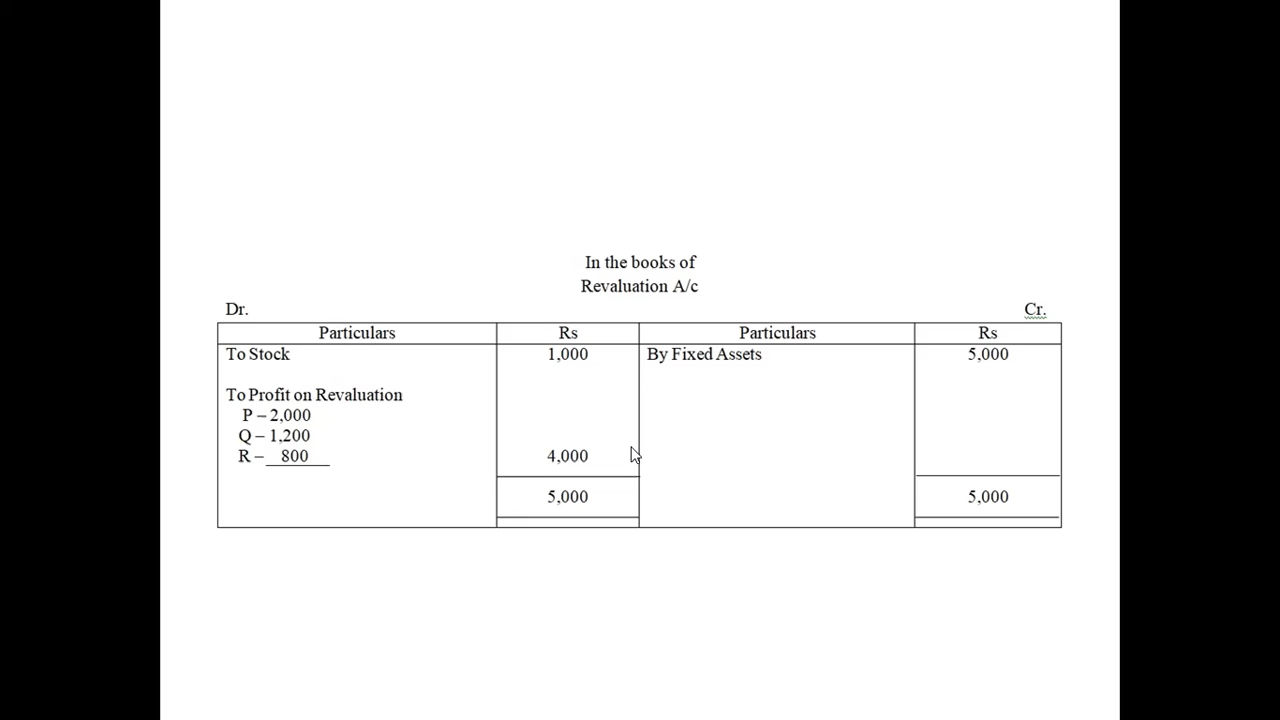 In the books of
Revaluation A/c
Dr. Cr.
Particulars Rs Particulars Rs
To Stock 1,000 By Fixed Assets 5,000
To Profit on Revaluation
P – 2,000
Q – 1,200
R – 800 4,000
5,000 5,000